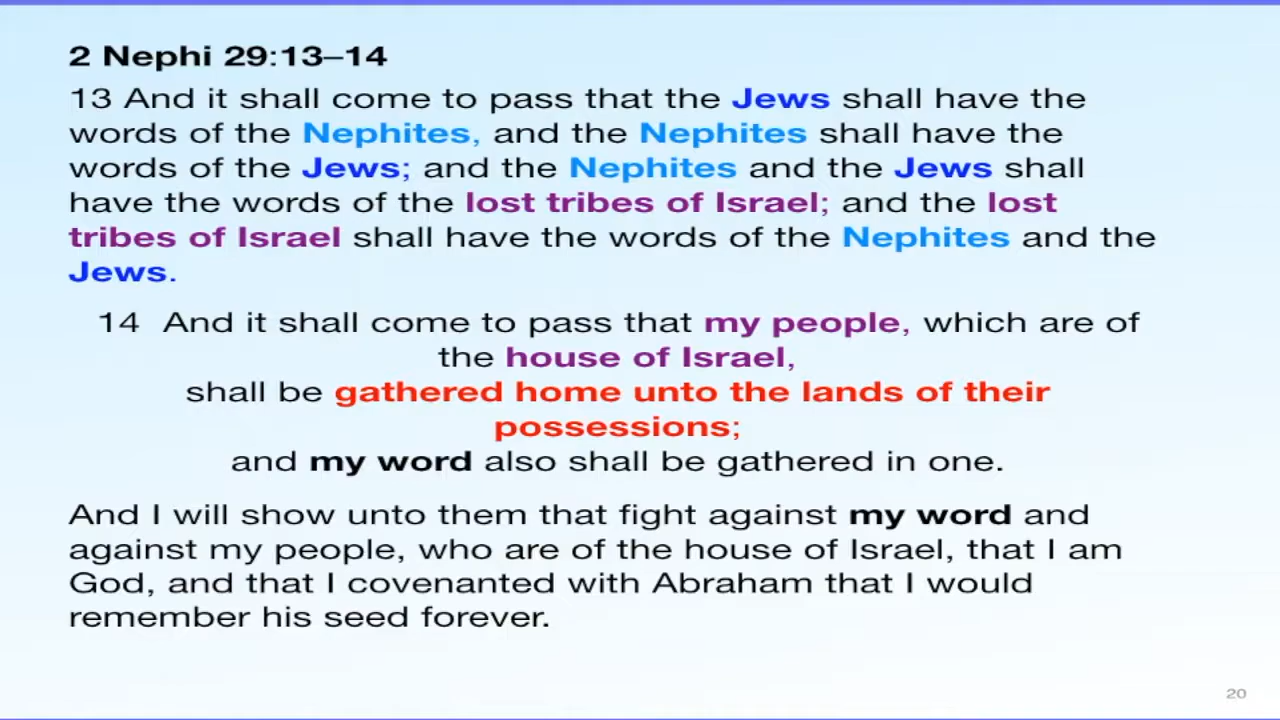 2 Nephi 29:13–14
13 And it shall come to pass that the Jews shall have the
words of the Nephites, and the Nephites shall have the
words of the Jews; and the Nephites and the Jews shall
have the words of the lost tribes of Israel; and the lost
tribes of Israel shall have the words of the Nephites and the
Jews.
14 And it shall come to pass that my people, which are of
the house of Israel,
shall be gathered home unto the lands of their
possessions;
and my word also shall be gathered in one.
And I will show unto them that fight against my word and
against my people, who are of the house of Israel, that I am
God, and that I covenanted with Abraham that I would
remember his seed forever.
20